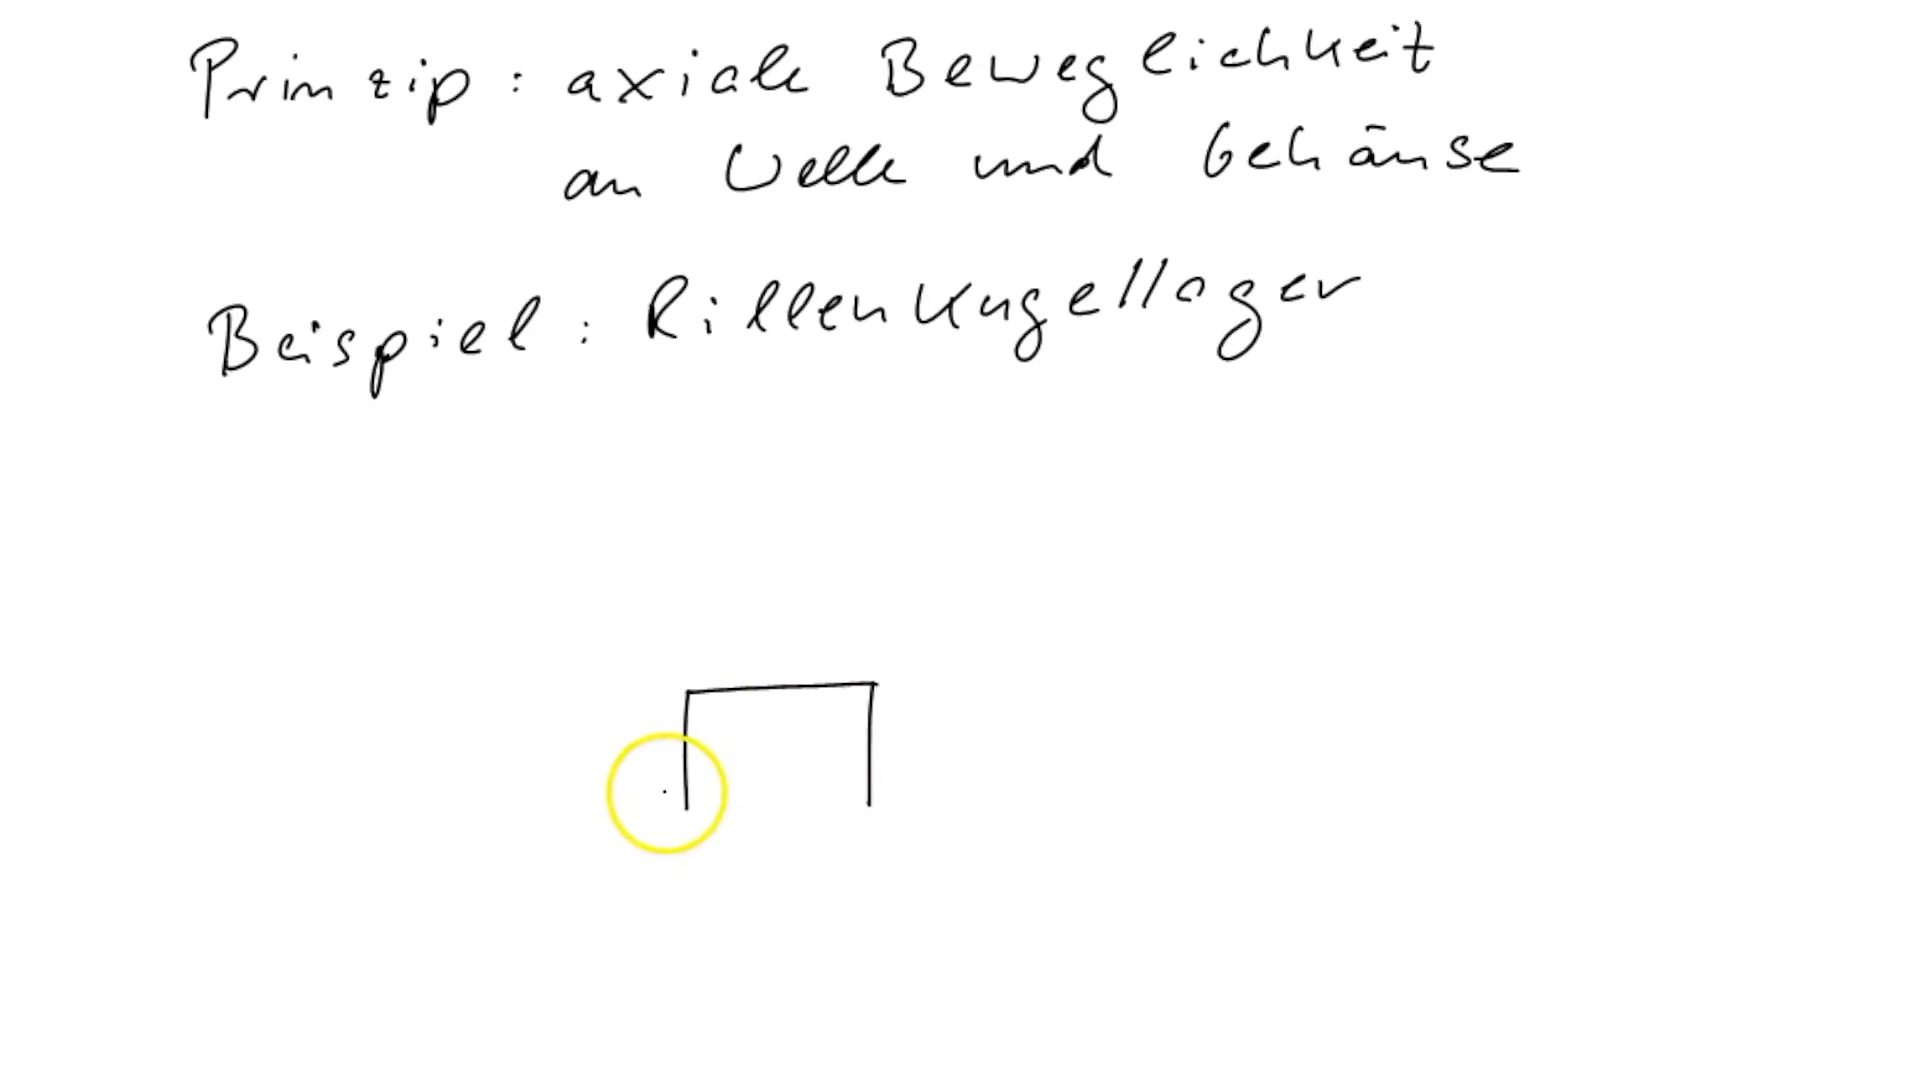 Prinzip: axiale Beweglichkeit
an Welle und Gehäuse
Beispiel: Rillenkugellager